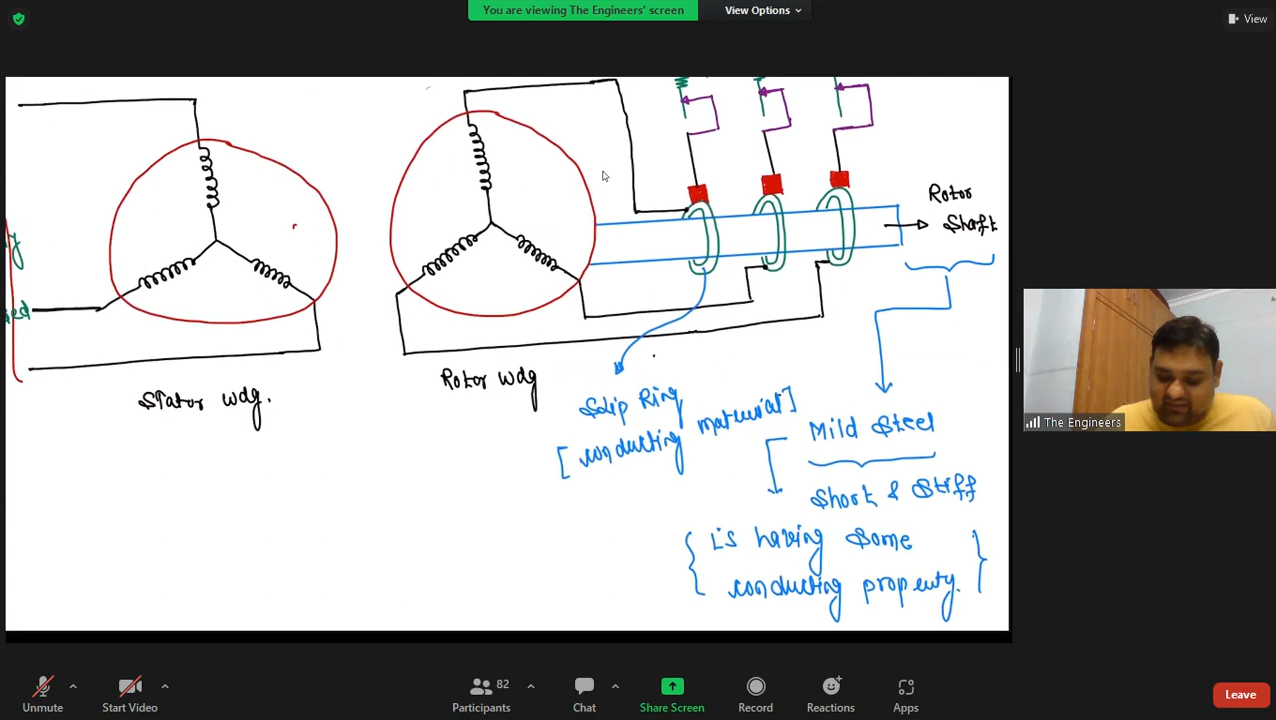 You are viewing The Engineers' screen
View Options
View
Rotor
Shaft
Stator wdg.
Rotor wdg
Slip Ring
[conducting material]
Mild Steel
Short & Stiff
{ is having Some
conducting property. }
The Engineers
Unmute
Start Video
82
Participants
Chat
Share Screen
Record
Reactions
Apps
Leave